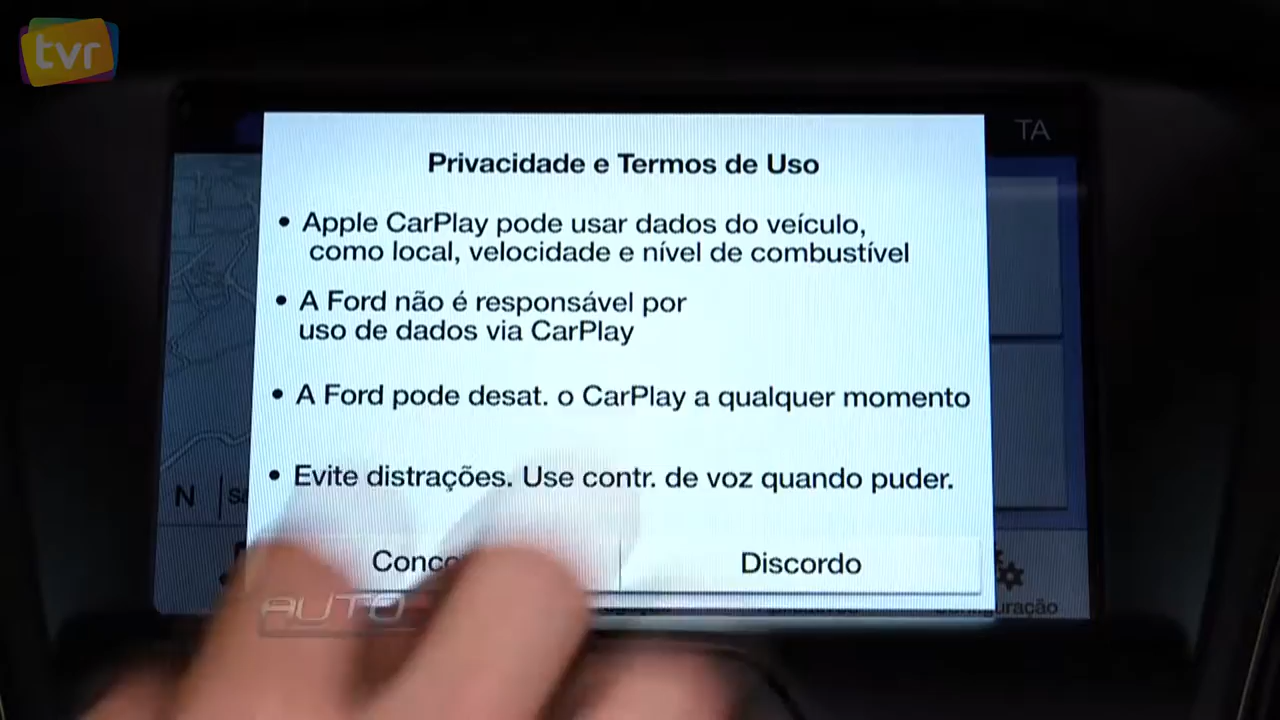 tvr
TA
Privacidade e Termos de Uso
• Apple CarPlay pode usar dados do veículo,
como local, velocidade e nível de combustível
• A Ford não é responsável por
uso de dados via CarPlay
• A Ford pode desat. o CarPlay a qualquer momento
• Evite distrações. Use contr. de voz quando puder.
N
Discordo
AUTO